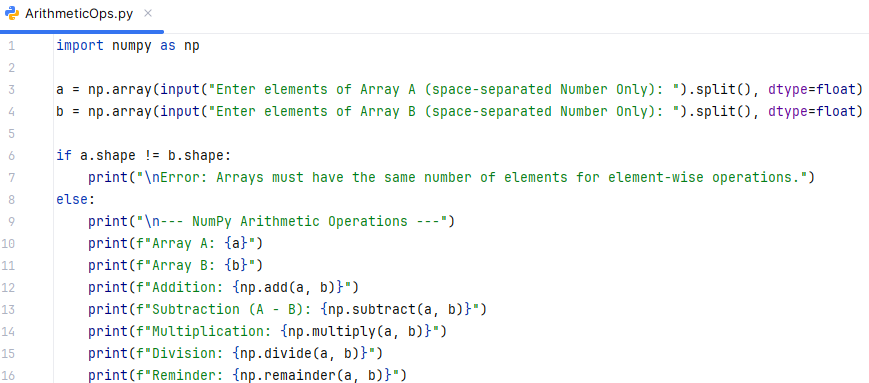 ArithmeticOps.py ×
1 import numpy as np
2
3 a = np.array(input("Enter elements of Array A (space-separated Number Only): ").split(), dtype=float)
4 b = np.array(input("Enter elements of Array B (space-separated Number Only): ").split(), dtype=float)
5
6 if a.shape != b.shape:
7     print("\nError: Arrays must have the same number of elements for element-wise operations.")
8 else:
9     print("\n--- NumPy Arithmetic Operations ---")
10     print(f"Array A: {a}")
11     print(f"Array B: {b}")
12     print(f"Addition: {np.add(a, b)}")
13     print(f"Subtraction (A - B): {np.subtract(a, b)}")
14     print(f"Multiplication: {np.multiply(a, b)}")
15     print(f"Division: {np.divide(a, b)}")
16     print(f"Reminder: {np.remainder(a, b)}")